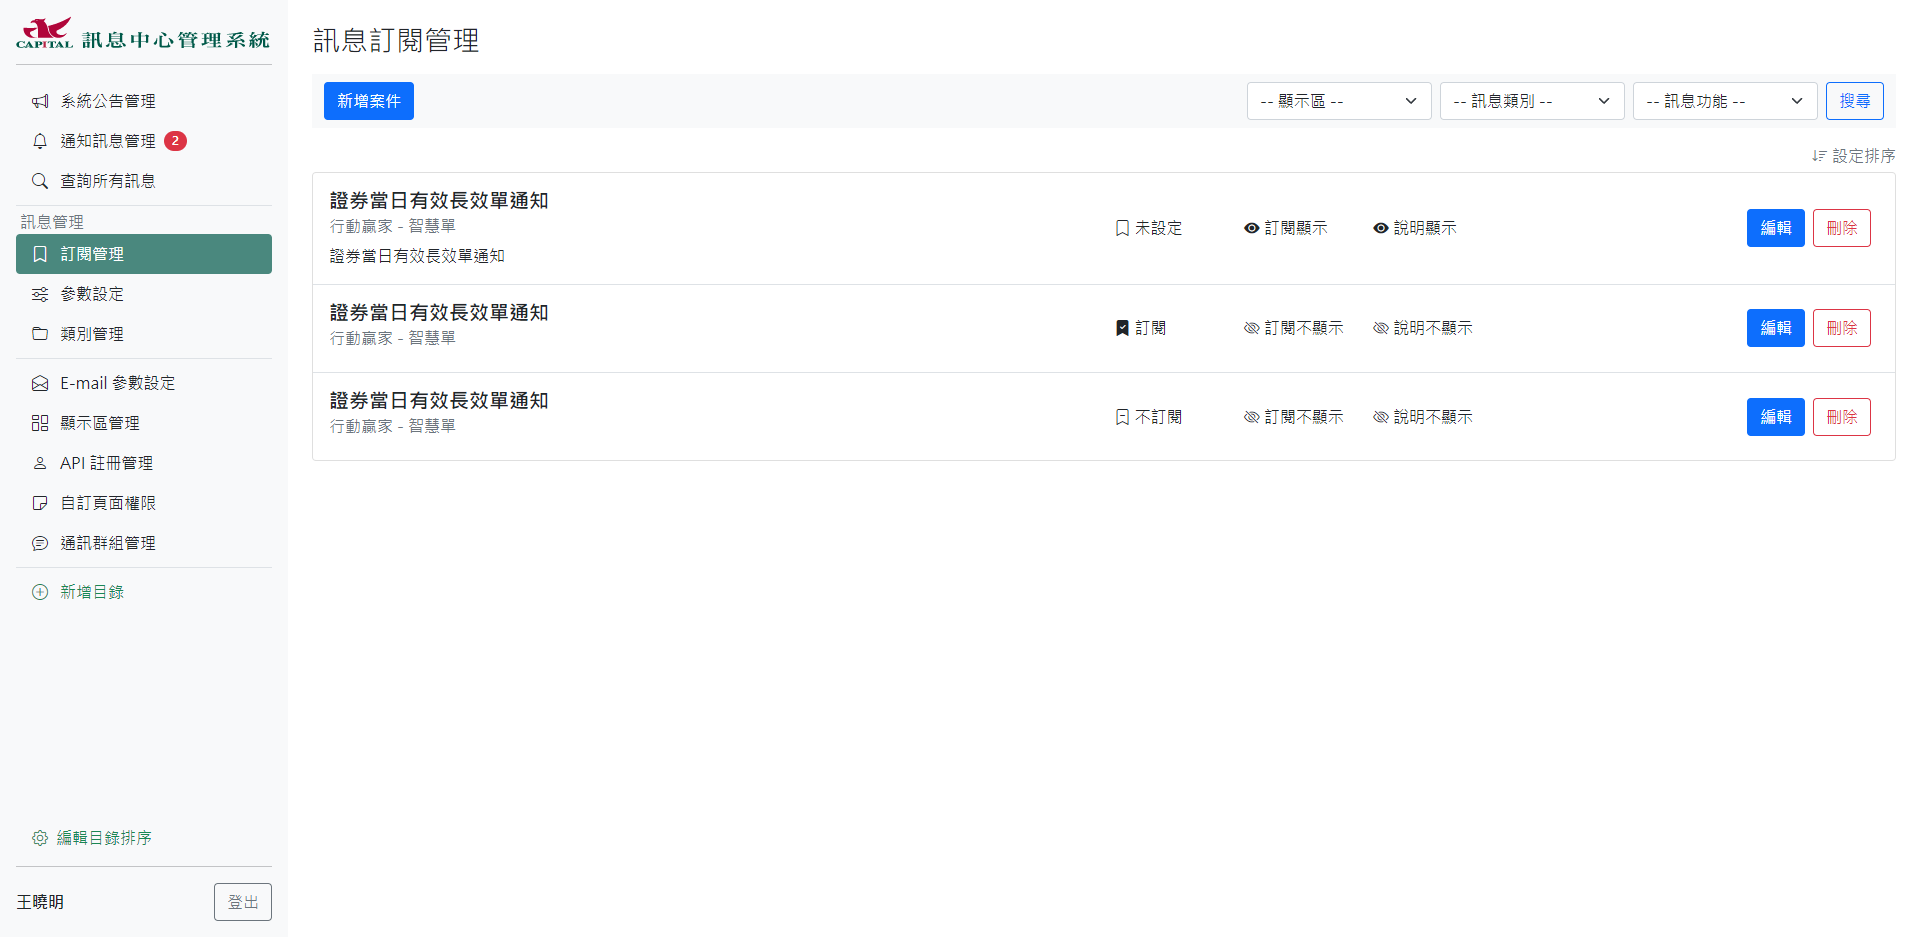 CAPITAL 訊息中心管理系統
系統公告管理
通知訊息管理 2
查詢所有訊息
訊息管理
訂閱管理
參數設定
類別管理
E-mail 參數設定
顯示區管理
API 註冊管理
自訂頁面權限
通訊群組管理
新增目錄
編輯目錄排序
王曉明 登出
訊息訂閱管理
新增案件 -- 顯示區 -- -- 訊息類別 -- -- 訊息功能 -- 搜尋
設定排序
證券當日有效長效單通知
行動贏家 - 智慧單
證券當日有效長效單通知
未設定 訂閱顯示 說明顯示 編輯 刪除
證券當日有效長效單通知
行動贏家 - 智慧單
訂閱 訂閱不顯示 說明不顯示 編輯 刪除
證券當日有效長效單通知
行動贏家 - 智慧單
不訂閱 訂閱不顯示 說明不顯示 編輯 刪除